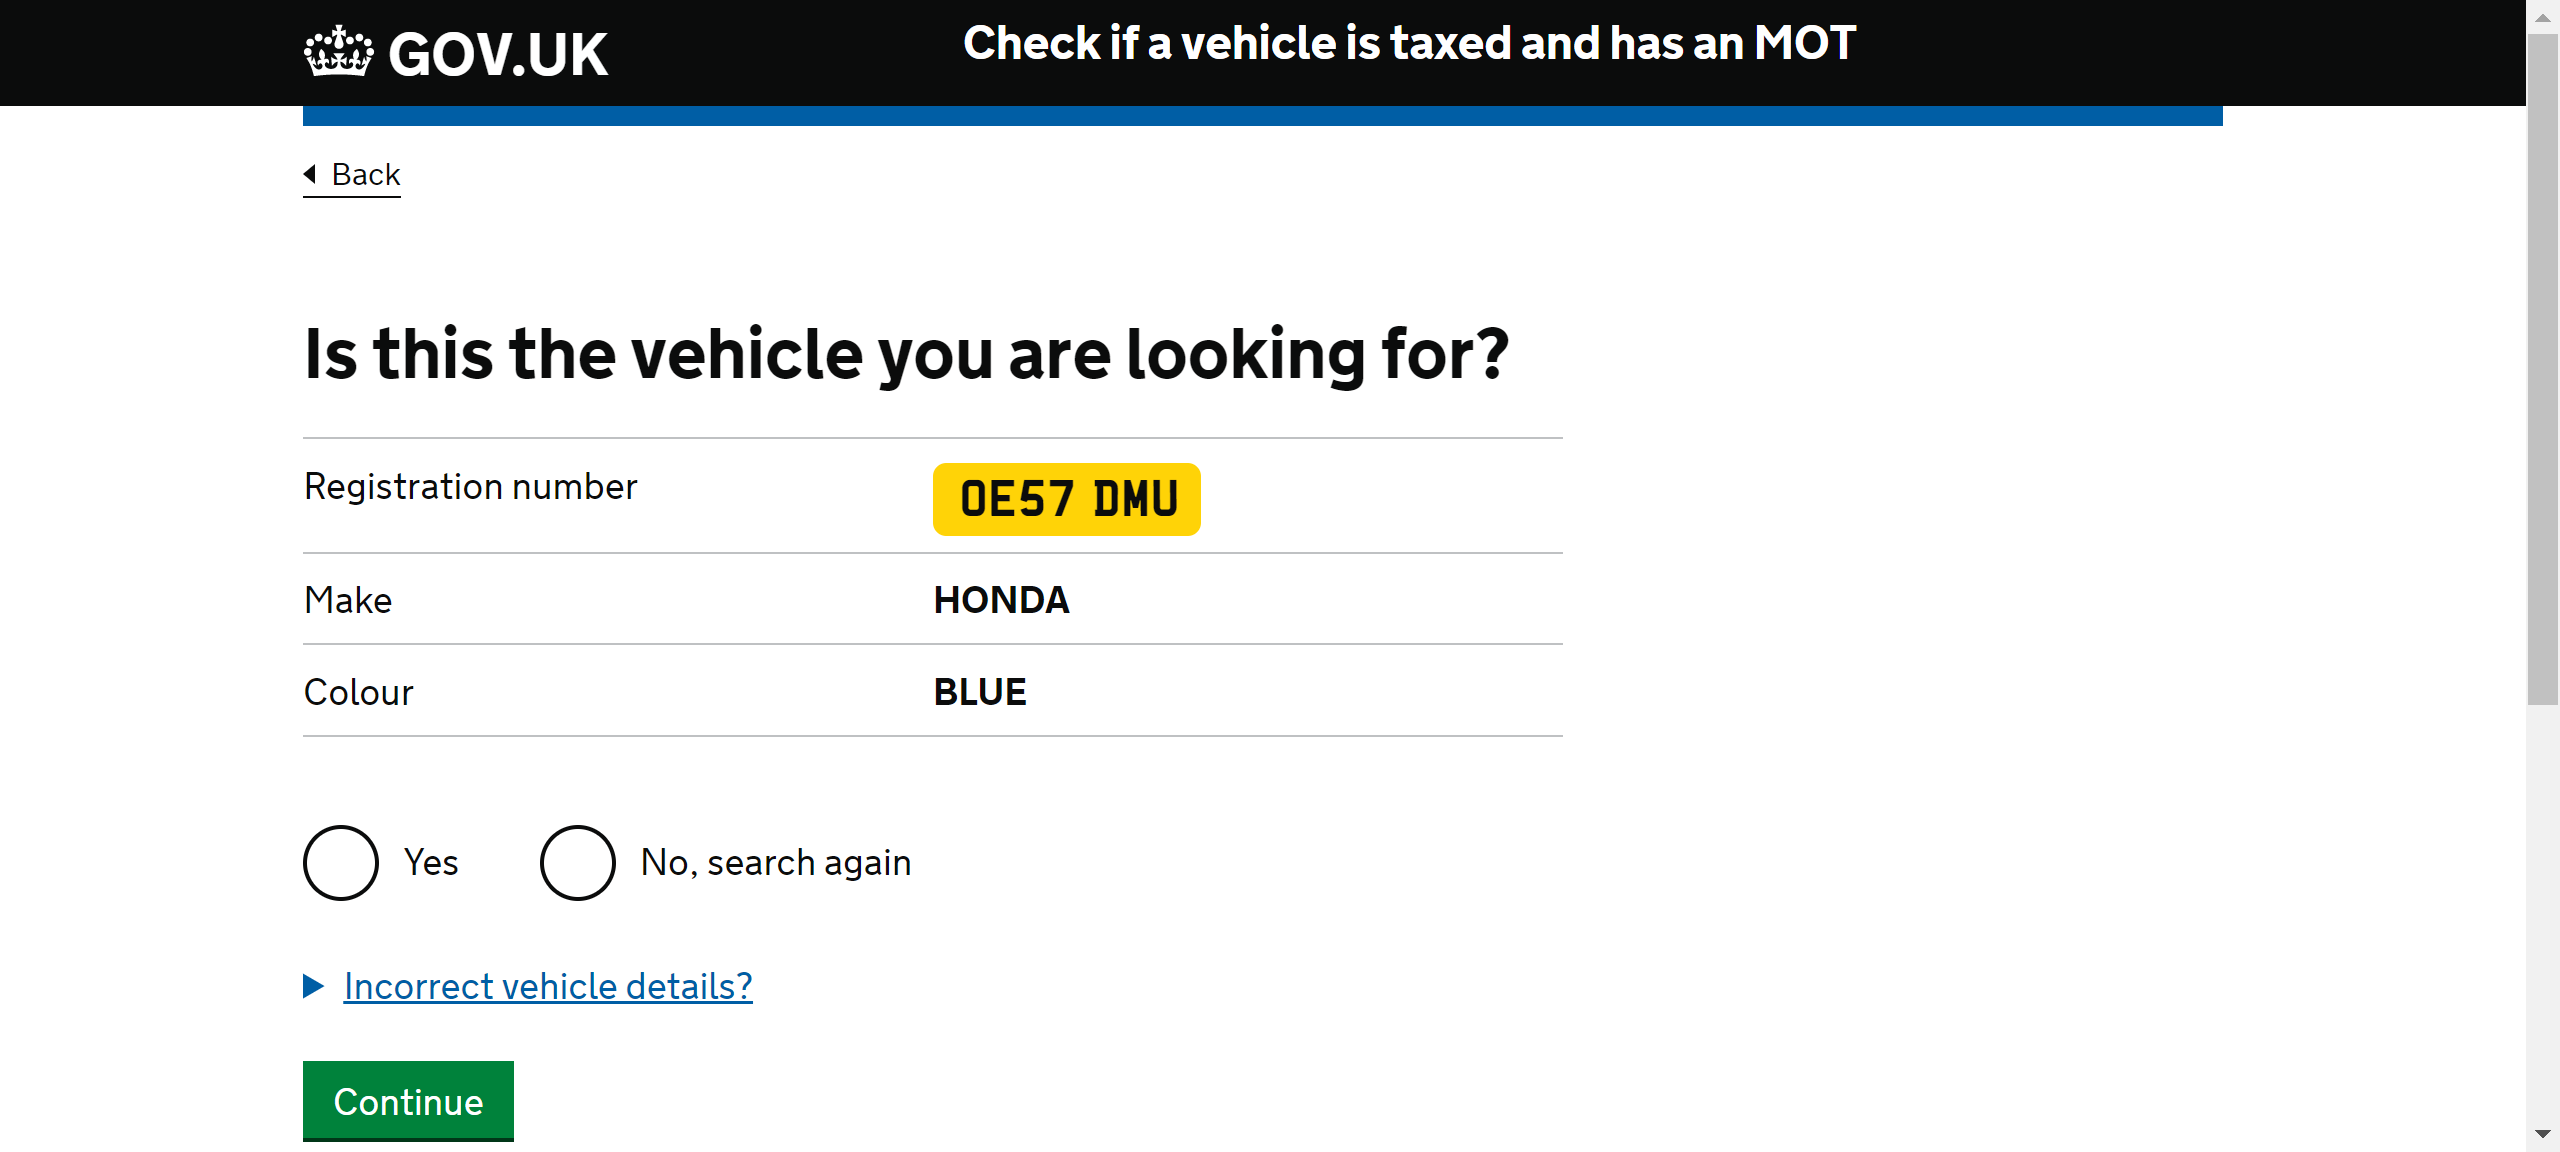 GOV.UK
Check if a vehicle is taxed and has an MOT
Back
Is this the vehicle you are looking for?
Registration number OE57 DMU
Make HONDA
Colour BLUE
Yes No, search again
Incorrect vehicle details?
Continue